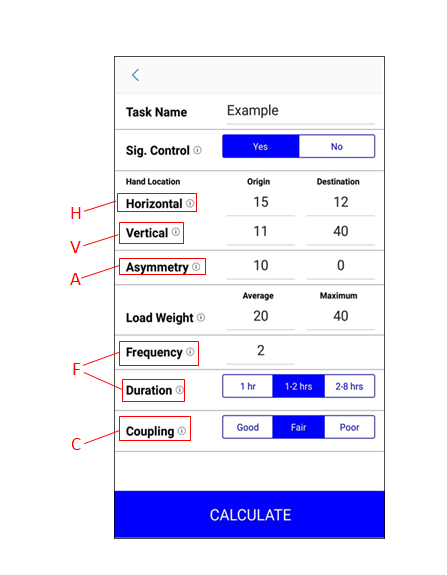 Task Name Example
Sig. Control ⓘ Yes No
Hand Location Origin Destination
H Horizontal ⓘ 15 12
V Vertical ⓘ 11 40
A Asymmetry ⓘ 10 0
Average Maximum
Load Weight ⓘ 20 40
Frequency ⓘ 2
F
Duration ⓘ 1 hr 1-2 hrs 2-8 hrs
C Coupling ⓘ Good Fair Poor
CALCULATE